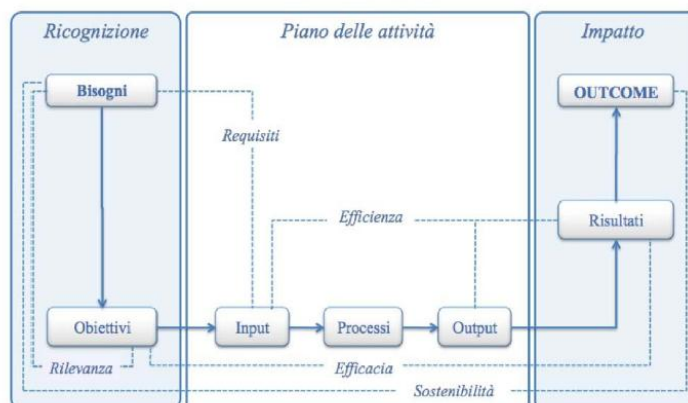 Ricognizione
Piano delle attività
Impatto
Bisogni
OUTCOME
Requisiti
Efficienza
Risultati
Obiettivi
Input
Processi
Output
Rilevanza
Efficacia
Sostenibilità